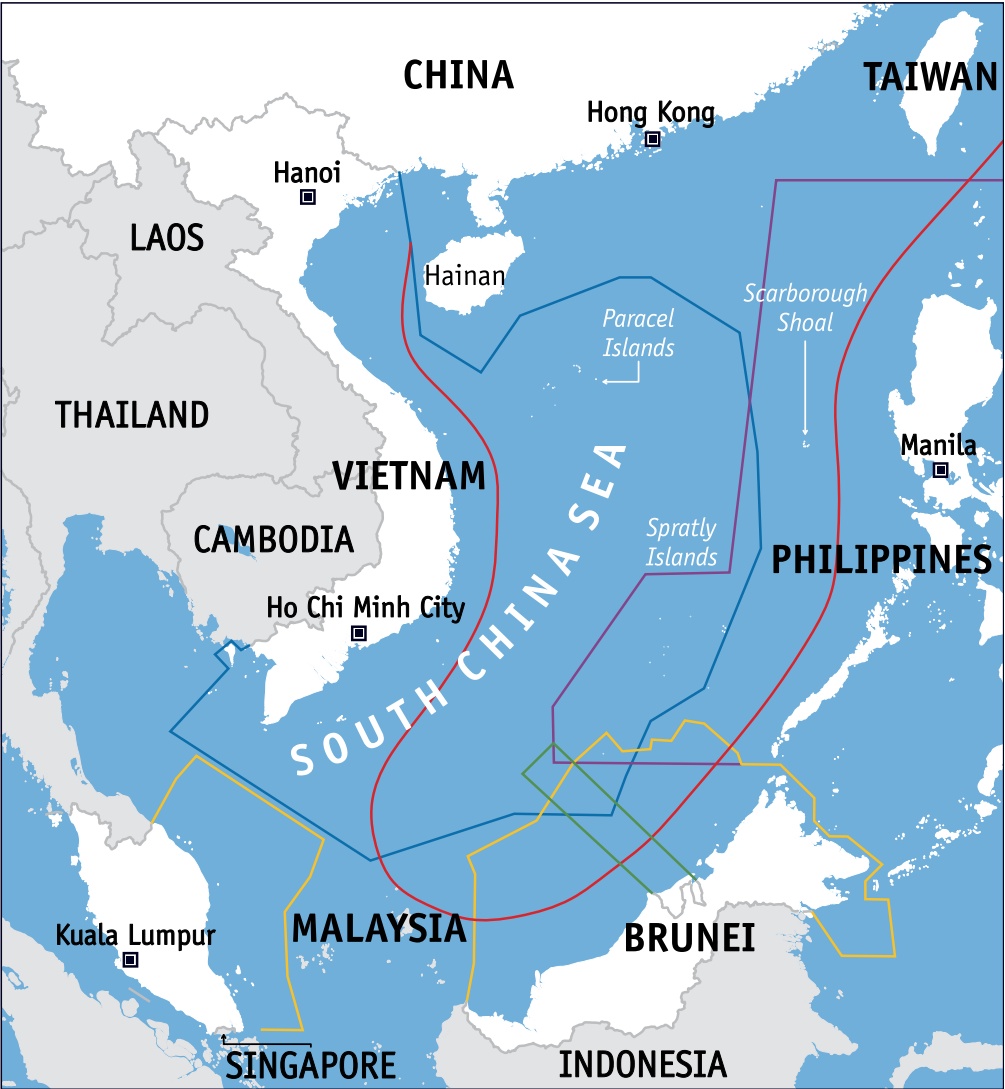 CHINA
TAIWAN
Hong Kong
Hanoi
LAOS
Hainan
Scarborough
Shoal
Paracel
Islands
THAILAND
Manila
VIETNAM
CAMBODIA
Spratly
Islands
PHILIPPINES
Ho Chi Minh City
SOUTH CHINA SEA
MALAYSIA
Kuala Lumpur
BRUNEI
SINGAPORE
INDONESIA